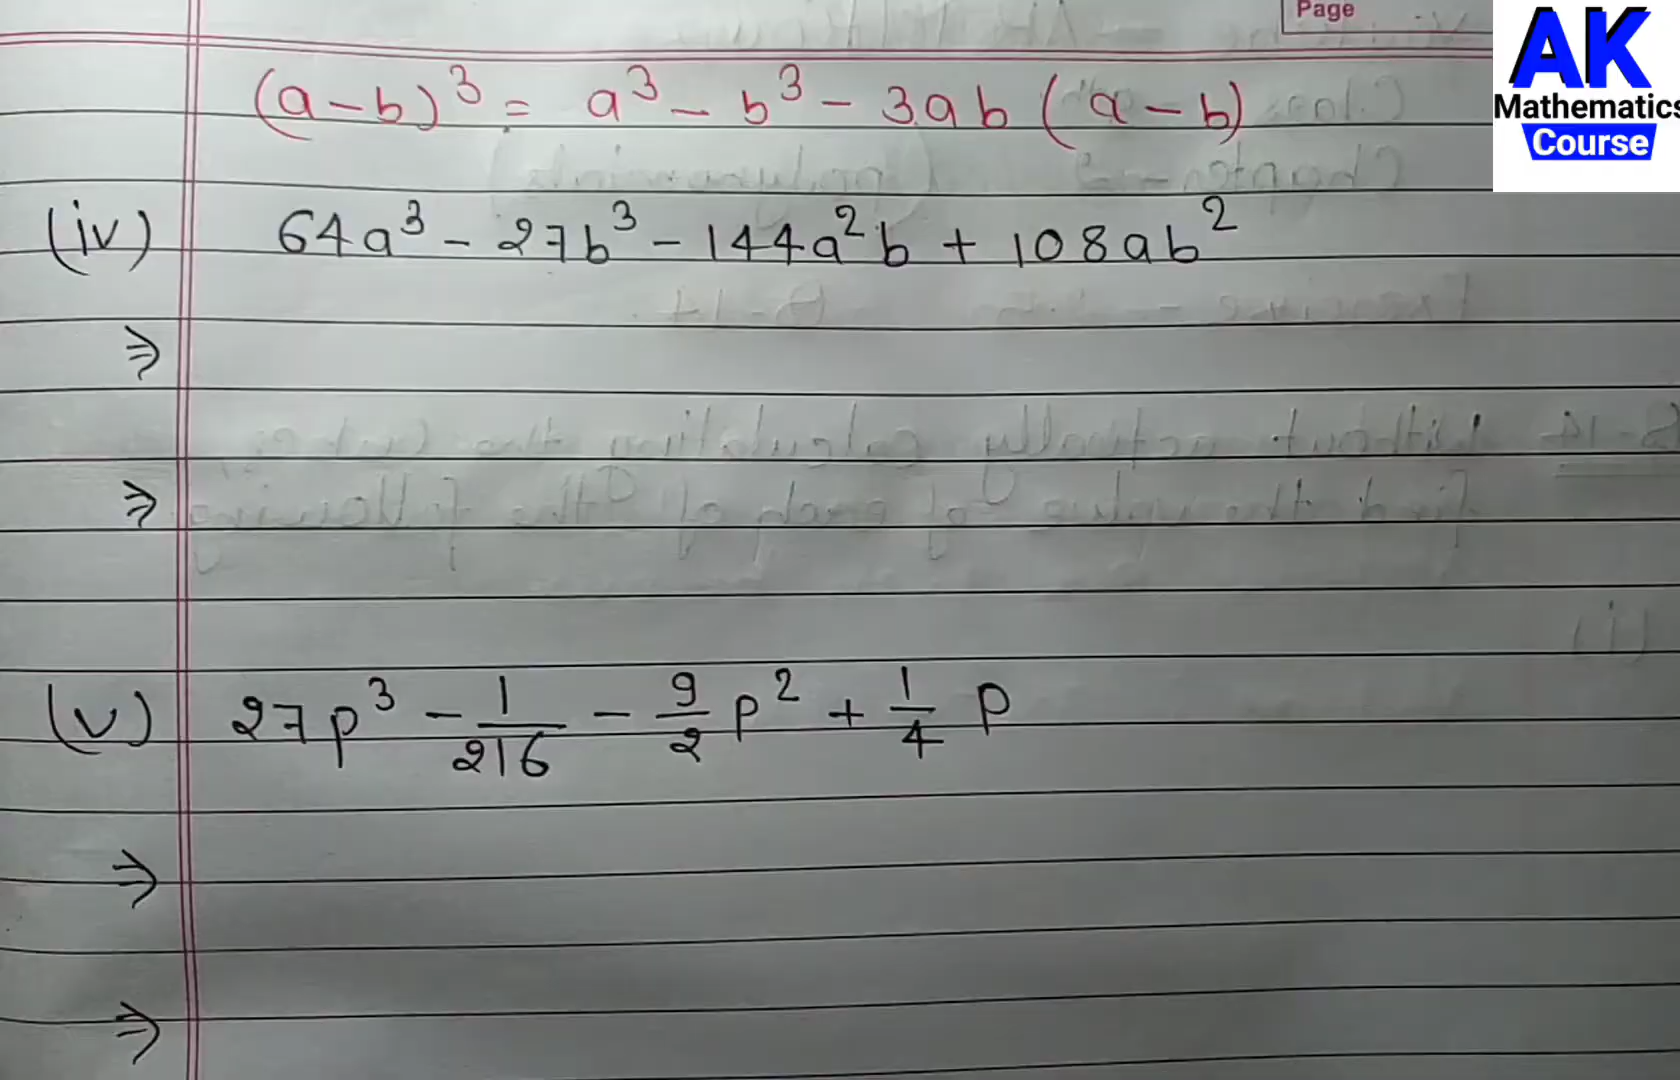 Page
AK
Mathematics
Course
(a-b)³ = a³ - b³ - 3ab (a-b)
(iv) 64a³ - 27b³ - 144a²b + 108ab²
⇒
⇒
(v) 27p³ - 1/216 - 9/2 p² + 1/4 p
⇒
⇒